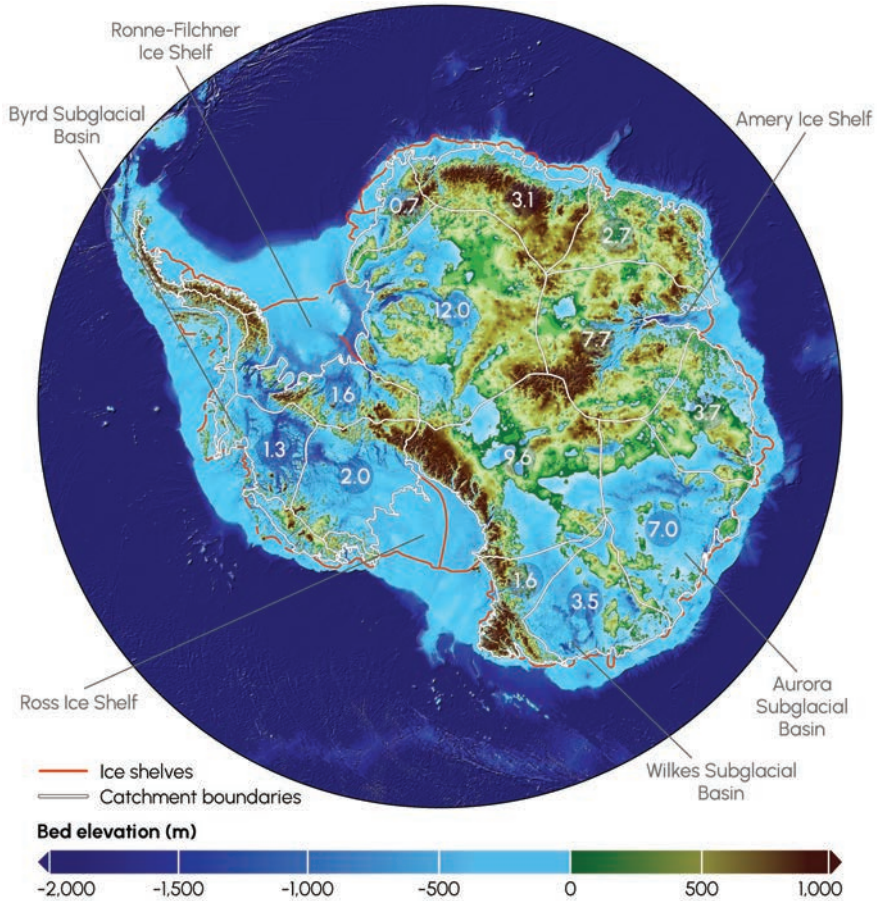 Ronne-Filchner
Ice Shelf
Byrd Subglacial
Basin
Amery Ice Shelf
0.7
3.1
2.7
12.0
7.7
1.6
3.7
1.3
2.0
9.6
7.0
1.6
3.5
Ross Ice Shelf
Aurora
Subglacial
Basin
Wilkes Subglacial
Basin
Ice shelves
Catchment boundaries
Bed elevation (m)
-2,000 -1,500 -1,000 -500 0 500 1,000